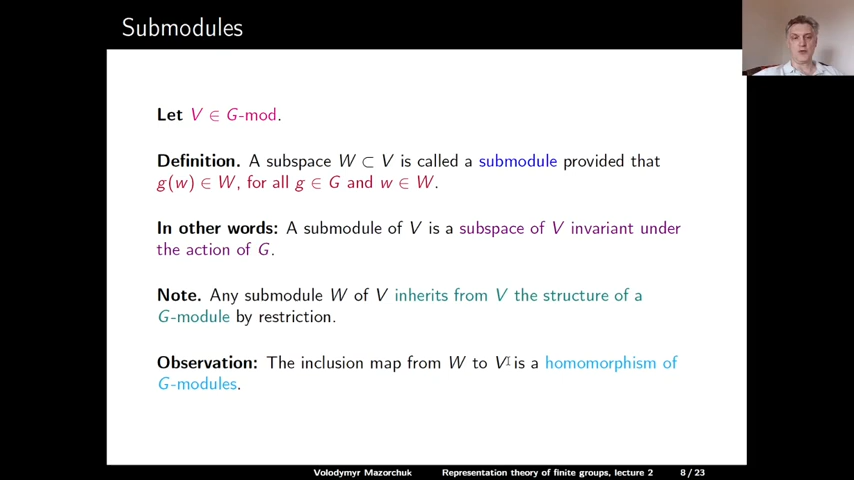 Submodules
Let V ∈ G-mod.
Definition. A subspace W ⊂ V is called a submodule provided that
g(w) ∈ W, for all g ∈ G and w ∈ W.
In other words: A submodule of V is a subspace of V invariant under
the action of G.
Note. Any submodule W of V inherits from V the structure of a
G-module by restriction.
Observation: The inclusion map from W to V is a homomorphism of
G-modules.
Volodymyr Mazorchuk Representation theory of finite groups, lecture 2 8 / 23